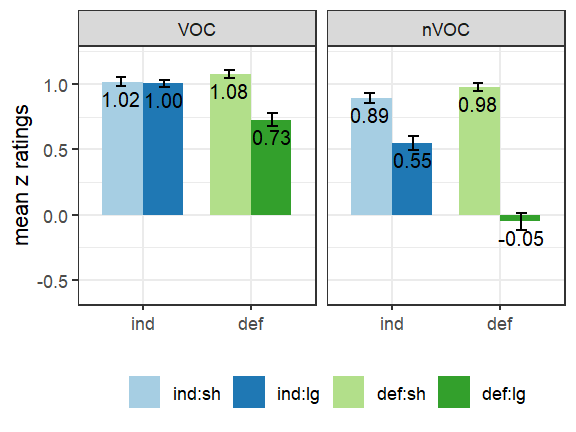 VOC nVOC
mean z ratings
1.0
0.5
0.0
-0.5
1.02 1.00 1.08 0.73
0.89 0.55 0.98 -0.05
ind def ind def
ind:sh ind:lg def:sh def:lg